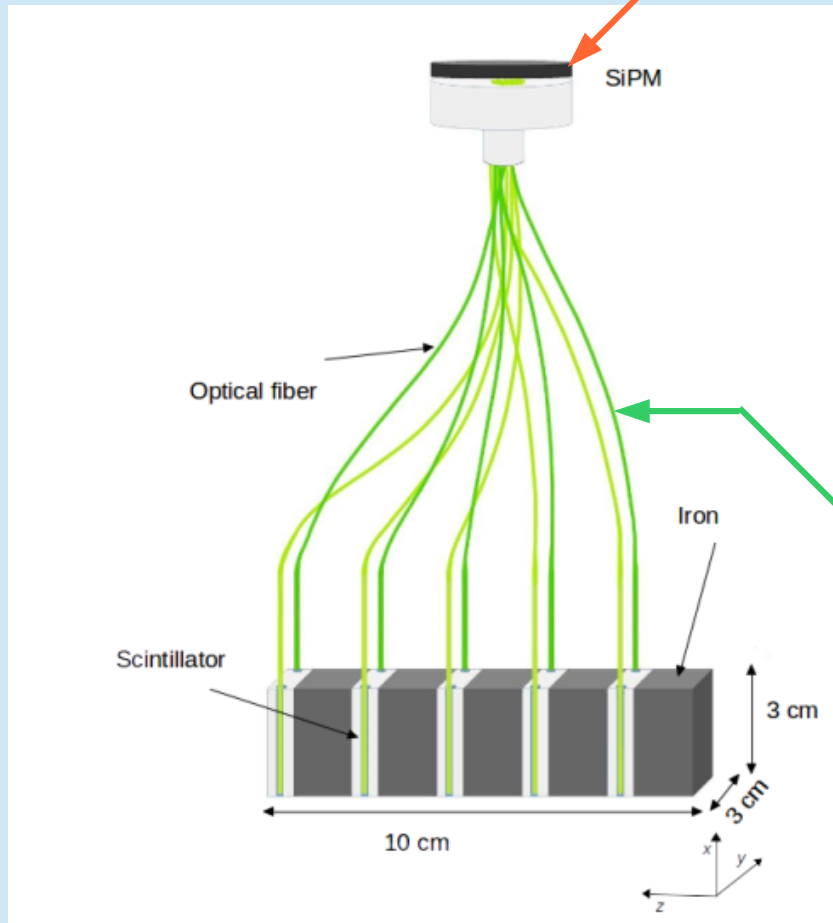 SiPM
Optical fiber
Iron
Scintillator
3 cm
3 cm
10 cm
x
y
z